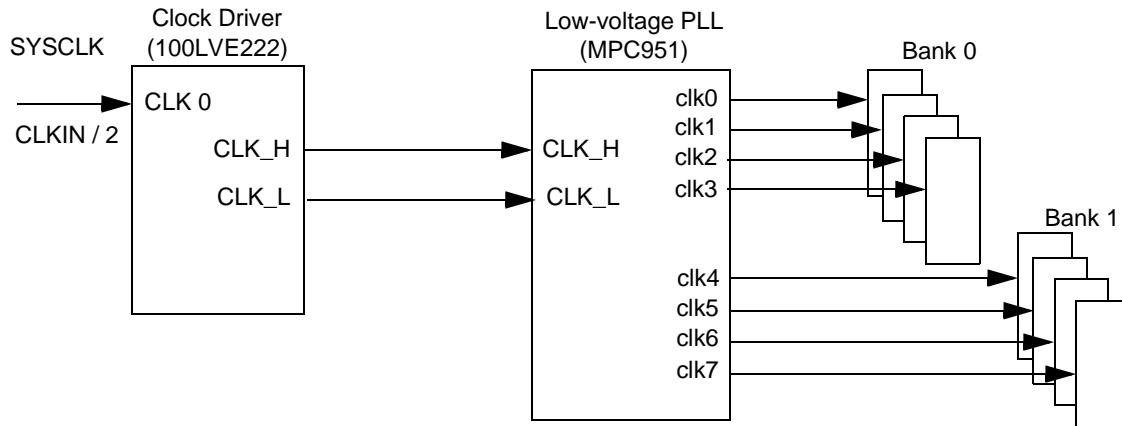 Clock Driver
(100LVE222)
Low-voltage PLL
(MPC951)
SYSCLK
CLKIN / 2
CLK 0
CLK_H
CLK_L
CLK_H
CLK_L
clk0
clk1
clk2
clk3
clk4
clk5
clk6
clk7
Bank 0
Bank 1